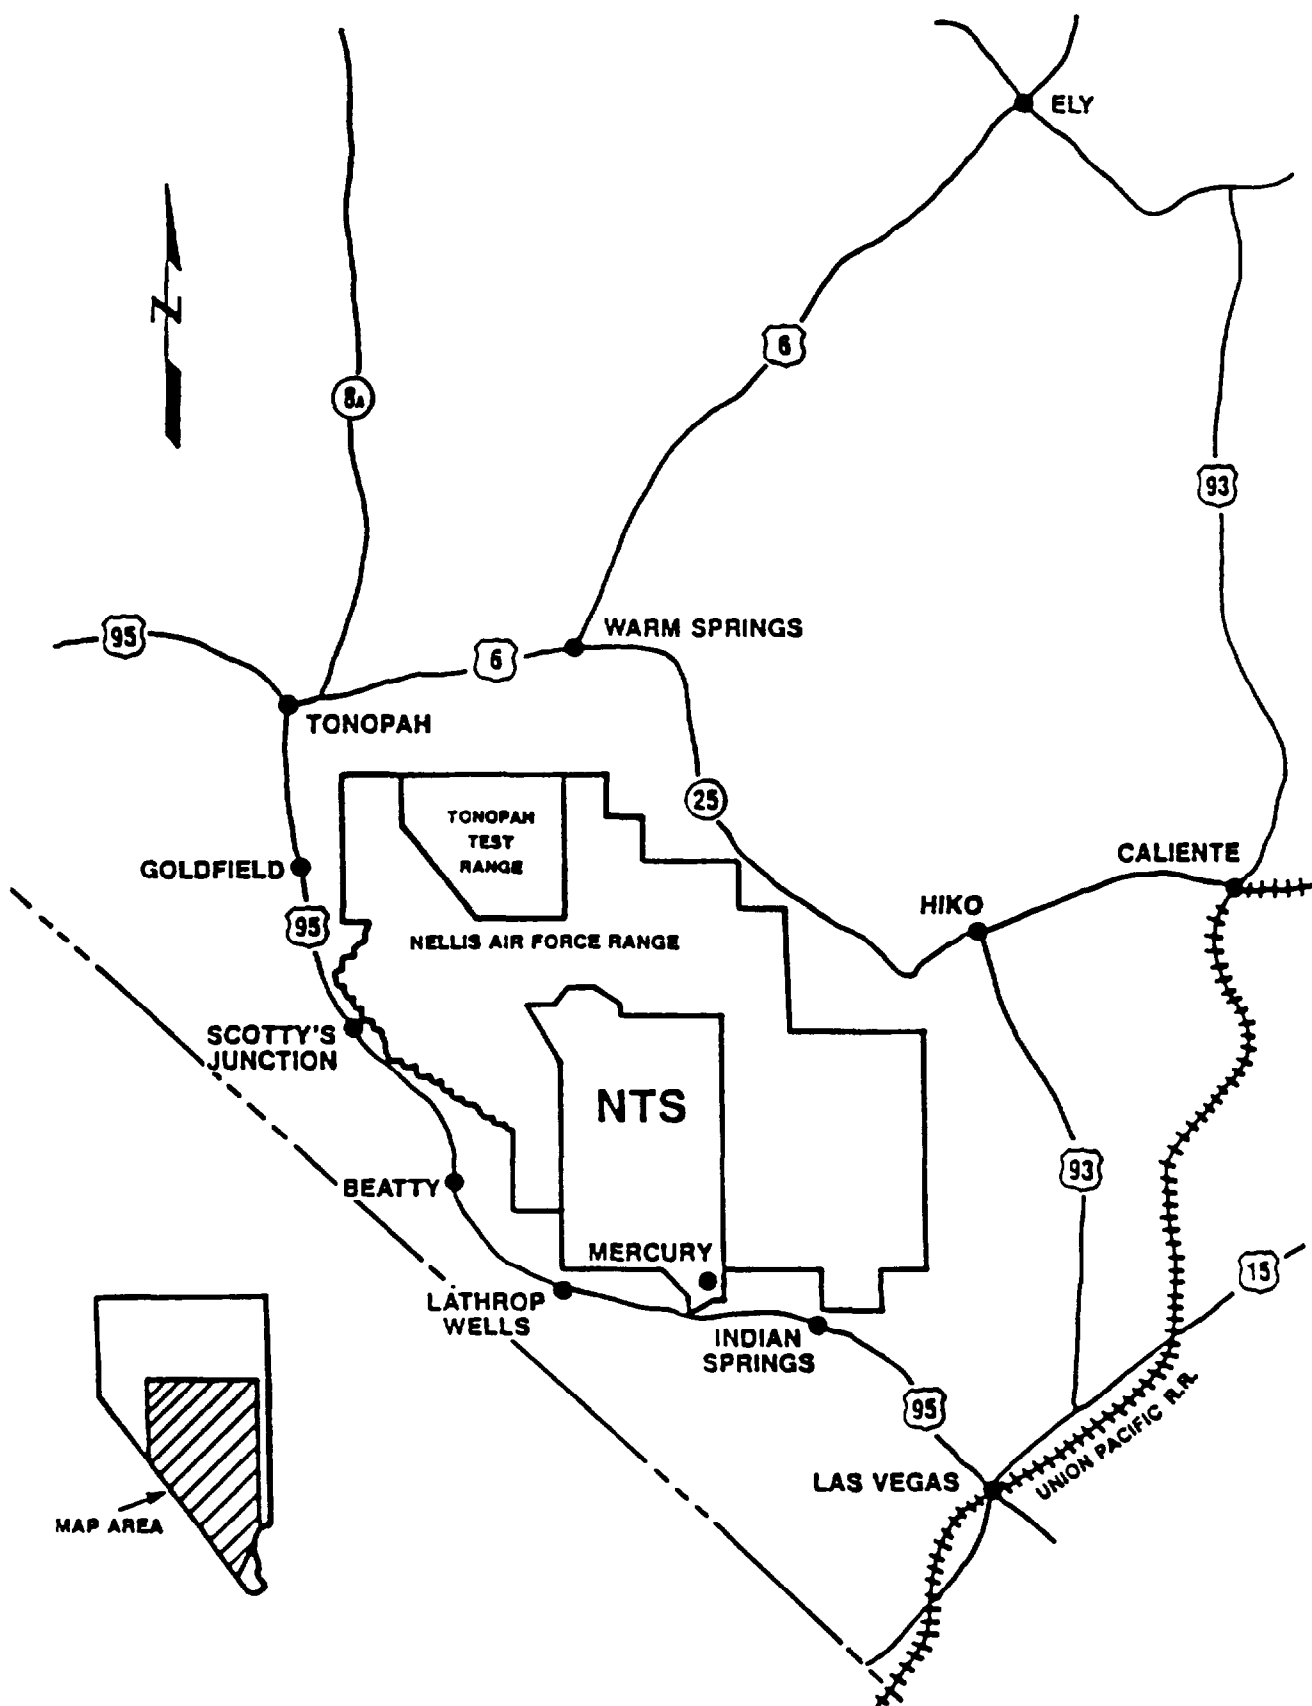 ELY
N
6
8A
93
95
WARM SPRINGS
6
TONOPAH
25
TONOPAH
TEST
RANGE
CALIENTE
GOLDFIELD
HIKO
95
NELLIS AIR FORCE RANGE
SCOTTY'S
JUNCTION
NTS
93
BEATTY
MERCURY
15
LATHROP
WELLS
INDIAN
SPRINGS
95
UNION PACIFIC R.R.
LAS VEGAS
MAP AREA